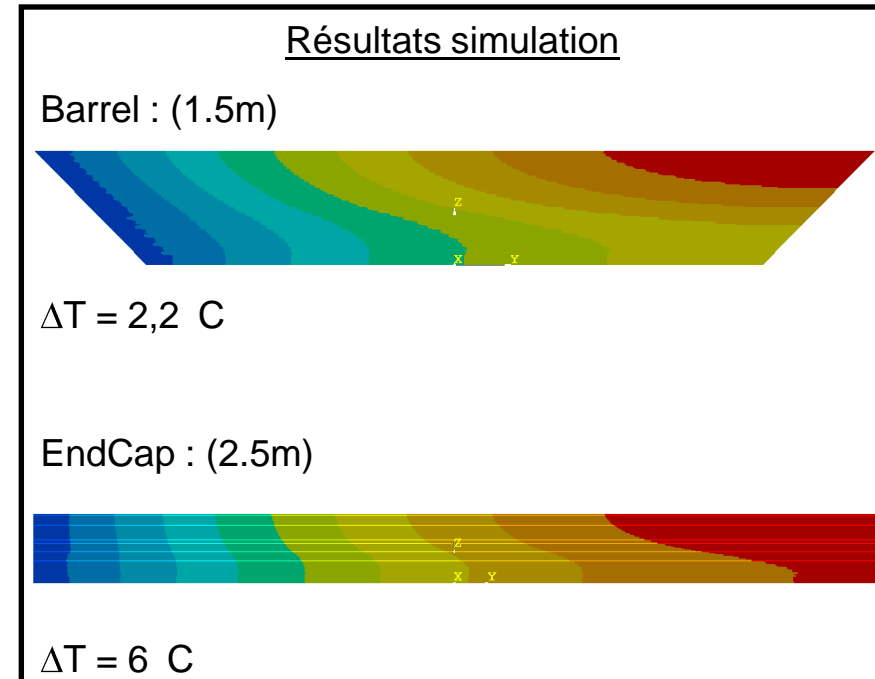 Résultats simulation
Barrel : (1.5m)
Z
X Y
ΔT = 2,2 C
EndCap : (2.5m)
Z
X Y
ΔT = 6 C